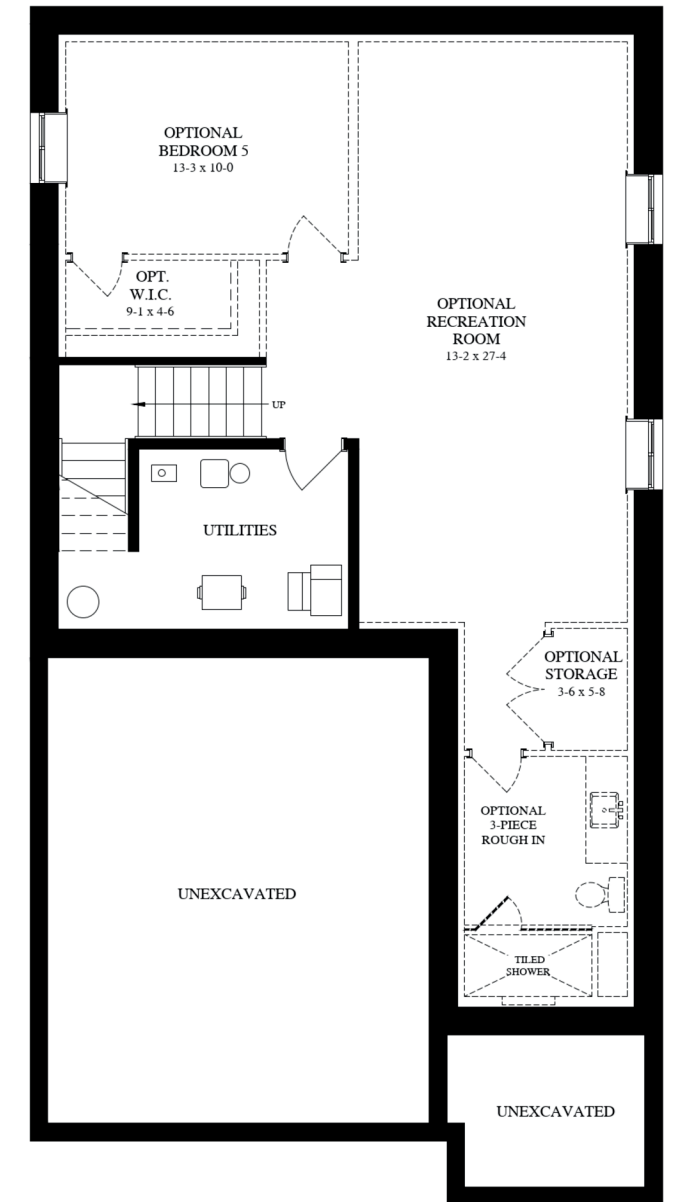 OPTIONAL
BEDROOM 5
13-3 x 10-0
OPT.
W.I.C.
9-1 x 4-6
OPTIONAL
RECREATION
ROOM
13-2 x 27-4
UP
UTILITIES
OPTIONAL
STORAGE
3-6 x 5-8
OPTIONAL
3-PIECE
ROUGH IN
UNEXCAVATED
TILED
SHOWER
UNEXCAVATED